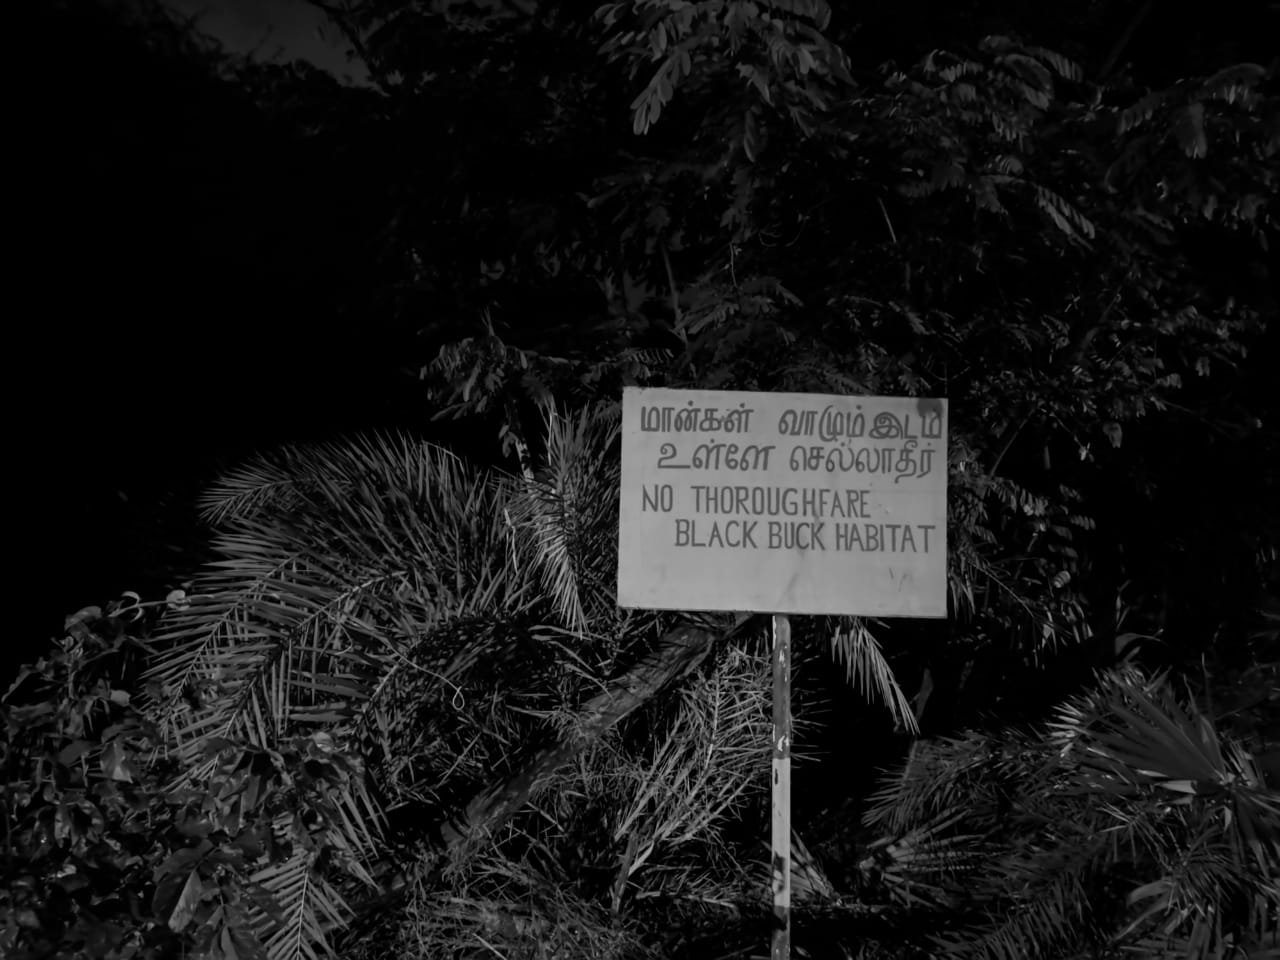 மான்கள் வாழும் இடம்
உள்ளே செல்லாதீர்
NO THOROUGHFARE
BLACK BUCK HABITAT